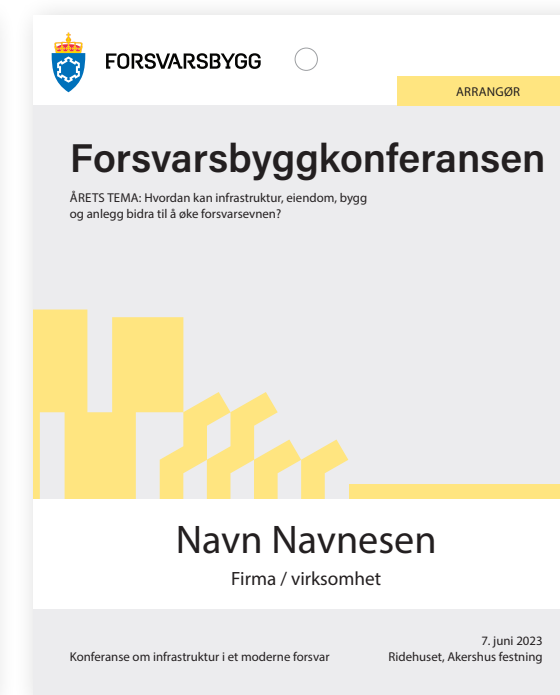 FORSVARSBYGG
ARRANGØR
Forsvarsbyggkonferansen
ÅRETS TEMA: Hvordan kan infrastruktur, eiendom, bygg
og anlegg bidra til å øke forsvarsevnen?
Navn Navnesen
Firma / virksomhet
7. juni 2023
Konferanse om infrastruktur i et moderne forsvar
Ridehuset, Akershus festning